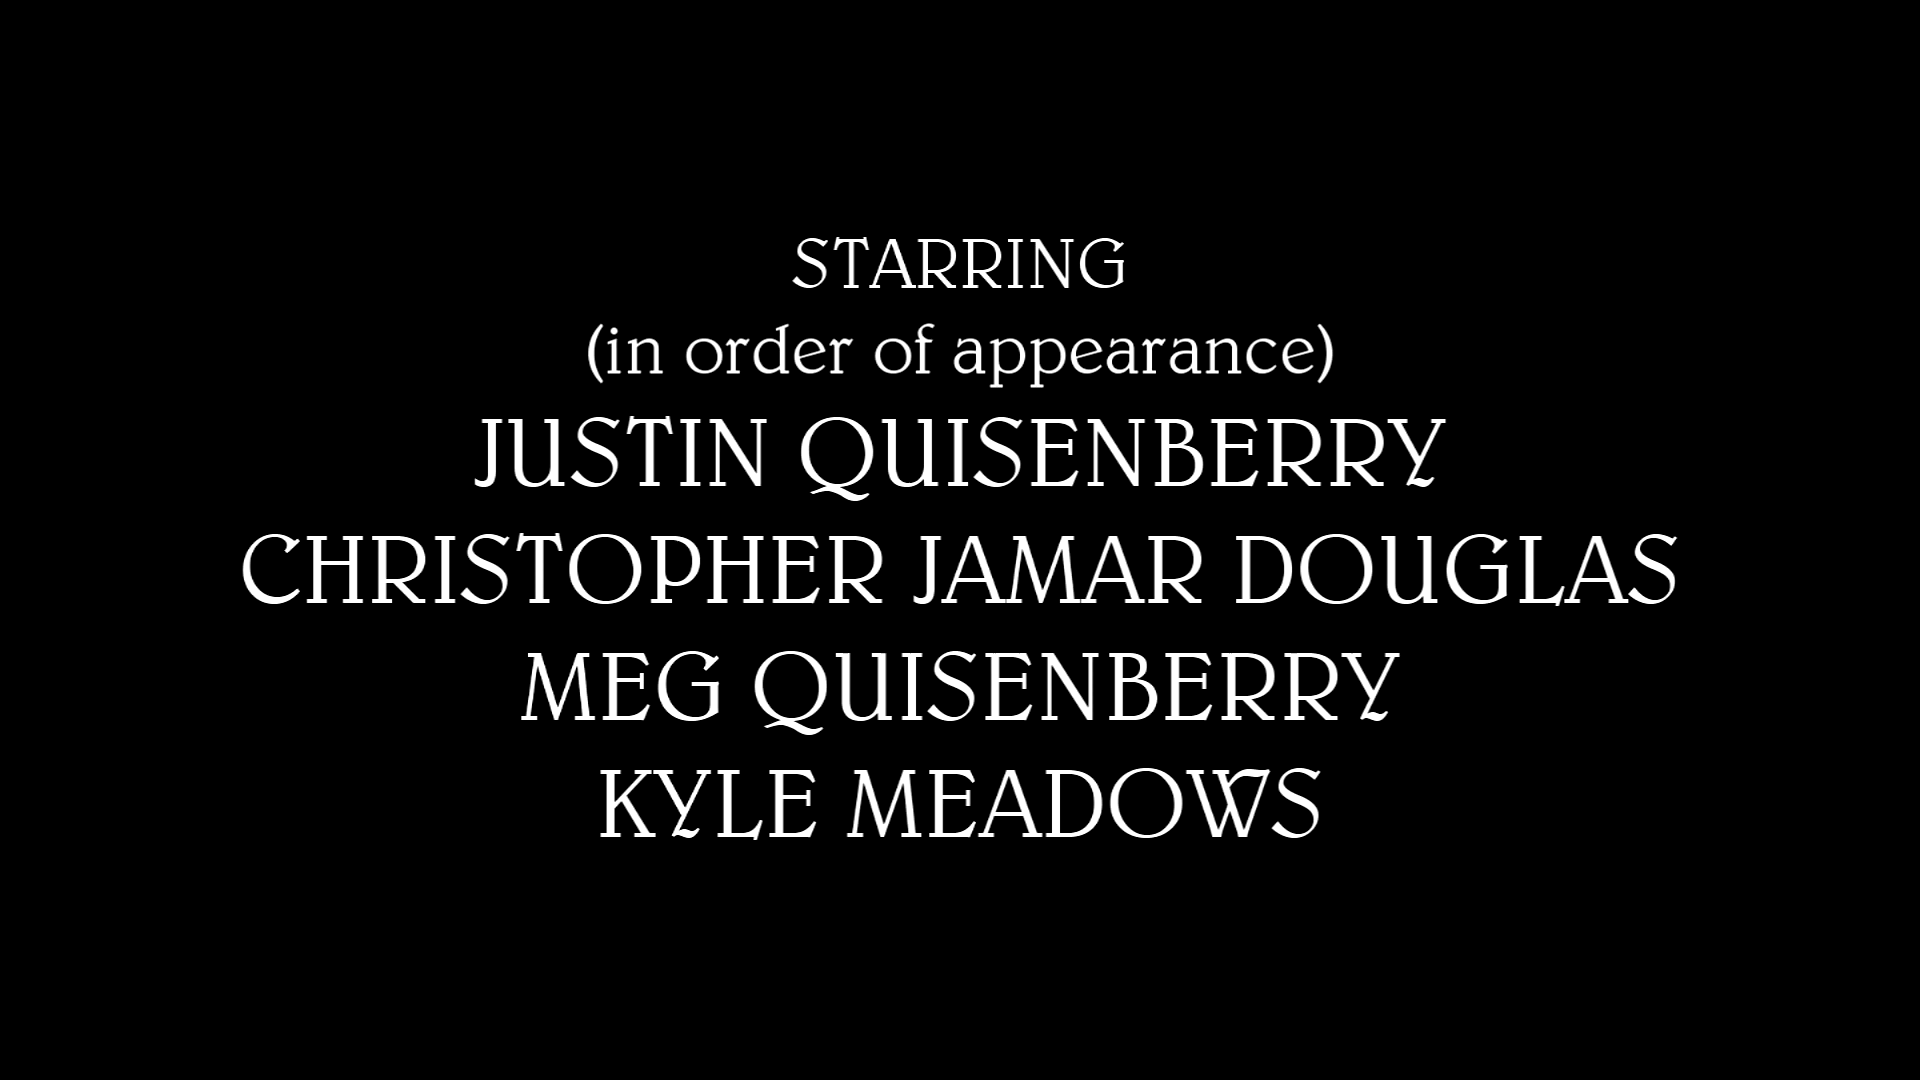 STARRING
(in order of appearance)
JUSTIN QUISENBERRY
CHRISTOPHER JAMAR DOUGLAS
MEG QUISENBERRY
KYLE MEADOWS